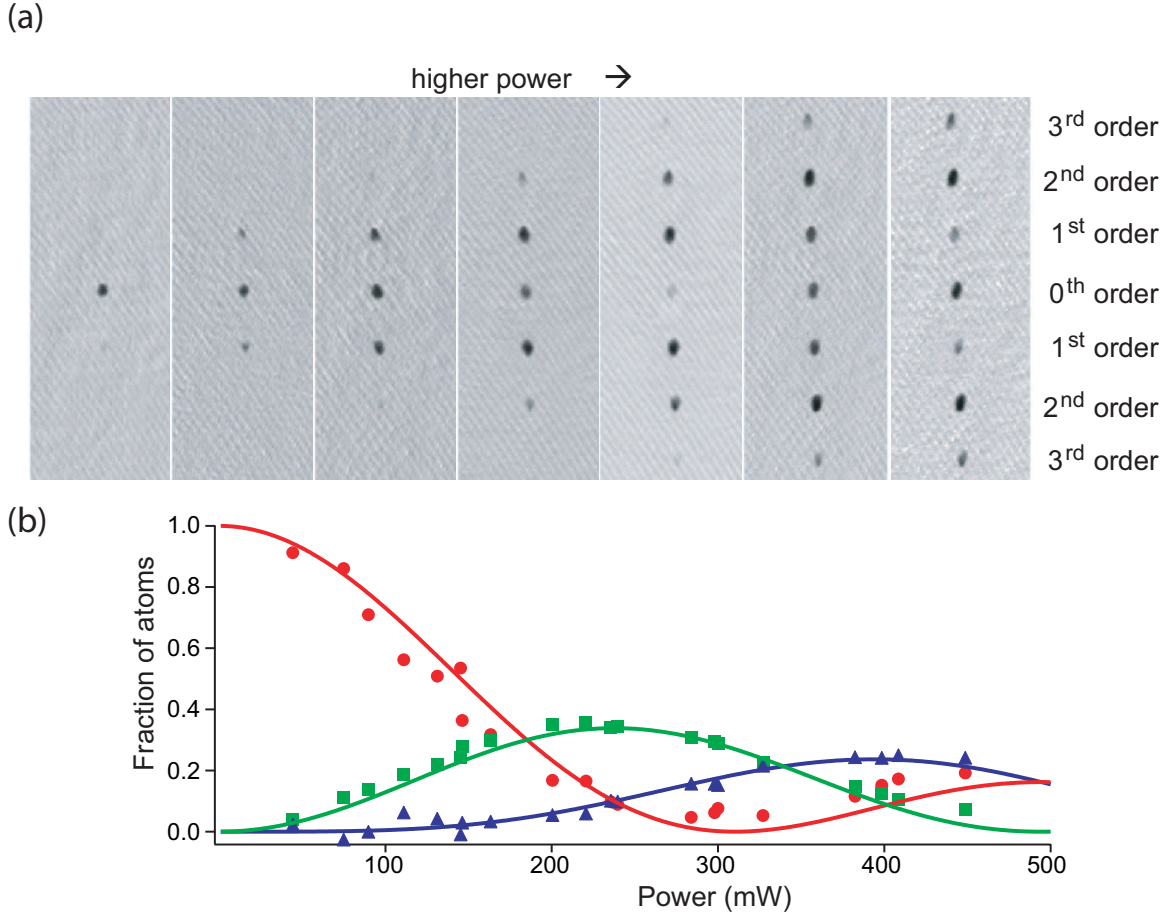 (a)
higher power →
3rd order
2nd order
1st order
0th order
1st order
2nd order
3rd order
(b)
Fraction of atoms
1.0
0.8
0.6
0.4
0.2
0.0
100 200 300 400 500
Power (mW)